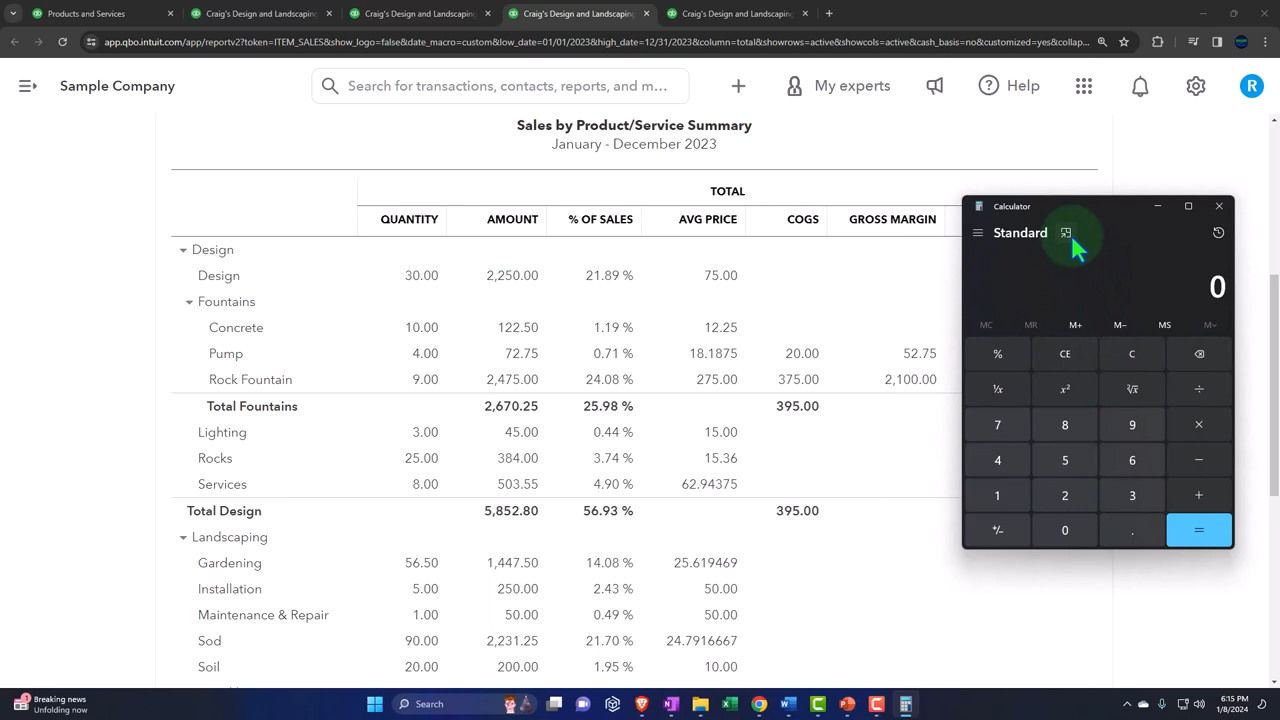 Products and Services
Craig's Design and Landscaping
Craig's Design and Landscaping
Craig's Design and Landscaping
Craig's Design and Landscaping
app.qbo.intuit.com/app/reportv2?token=ITEM_SALES&show_logo=false&date_macro=custom&low_date=01/01/2023&high_date=12/31/2023&column=total&showrows=active&showcols=active&cash_basis=no&customized=yes&collap...
Sample Company
Search for transactions, contacts, reports, and m...
My experts
Help
R
Sales by Product/Service Summary
January - December 2023
TOTAL
QUANTITY AMOUNT % OF SALES AVG PRICE COGS GROSS MARGIN
Design
Design 30.00 2,250.00 21.89 % 75.00
Fountains
Concrete 10.00 122.50 1.19 % 12.25
Pump 4.00 72.75 0.71 % 18.1875 20.00 52.75
Rock Fountain 9.00 2,475.00 24.08 % 275.00 375.00 2,100.00
Total Fountains 2,670.25 25.98 % 395.00
Lighting 3.00 45.00 0.44 % 15.00
Rocks 25.00 384.00 3.74 % 15.36
Services 8.00 503.55 4.90 % 62.94375
Total Design 5,852.80 56.93 % 395.00
Landscaping
Gardening 56.50 1,447.50 14.08 % 25.619469
Installation 5.00 250.00 2.43 % 50.00
Maintenance & Repair 1.00 50.00 0.49 % 50.00
Sod 90.00 2,231.25 21.70 % 24.7916667
Soil 20.00 200.00 1.95 % 10.00
Calculator
Standard
0
MC MR M+ M− MS M˅
% CE C
⅟x x² ²√x ÷
7 8 9 ×
4 5 6 −
1 2 3 +
+/− 0 . =
1
Breaking news
Unfolding now
Search
6:15 PM
1/8/2024